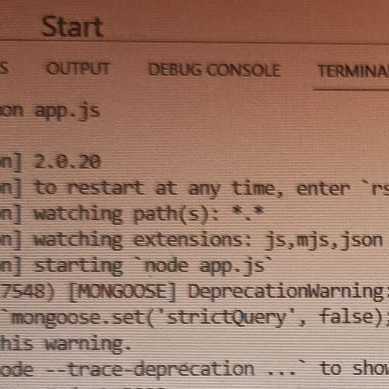 Start
OUTPUT DEBUG CONSOLE TERMINA
on app.js
n] 2.0.20
n] to restart at any time, enter `rs
n] watching path(s): *.*
n] watching extensions: js,mjs,json
n] starting `node app.js`
7548) [MONGOOSE] DeprecationWarning:
`mongoose.set('strictQuery', false);
his warning.
ode --trace-deprecation ...` to show